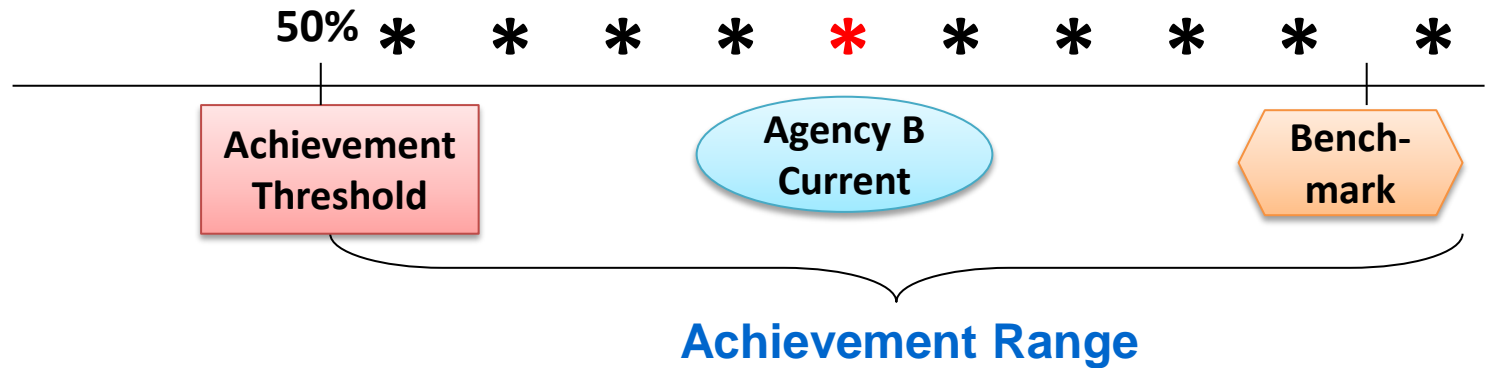 50% * * * * * * * * * *
Achievement
Threshold
Agency B
Current
Bench-
mark
Achievement Range